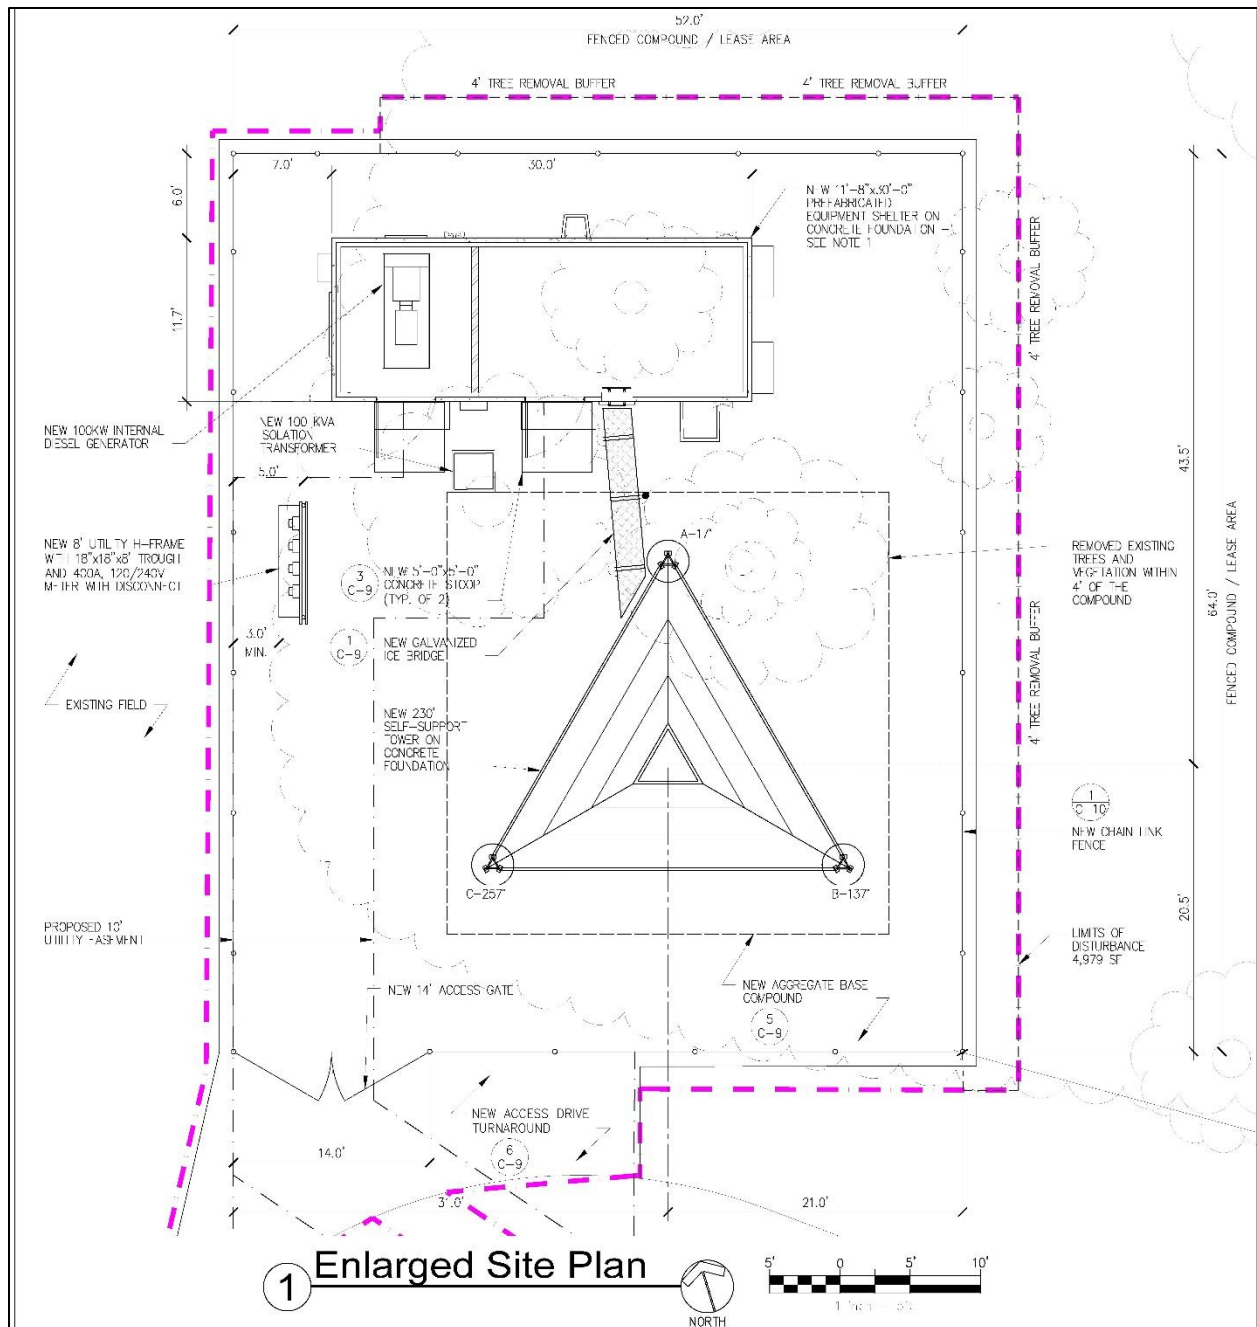 52.0'
FENCED COMPOUND / LEASE AREA
4' TREE REMOVAL BUFFER
4' TREE REMOVAL BUFFER
7.0'
30.0'
6.0'
11.7'
NEW 11'-8"x30'-0"
PREFABRICATED
EQUIPMENT SHELTER ON
CONCRETE FOUNDATION -
SEE NOTE 1
4' TREE REMOVAL BUFFER
NEW 100KW INTERNAL
DIESEL GENERATOR
NEW 100 KVA
ISOLATION
TRANSFORMER
5.0'
43.5'
64.0'
FENCED COMPOUND / LEASE AREA
NEW 8' UTILITY H-FRAME
WITH 18"x18"x8' TROUGH
AND 400A, 120/240V
METER WITH DISCONNECT
3
C-9
NEW 5'-0"x5'-0"
CONCRETE STOOP
(TYP. OF 2)
A-17°
REMOVED EXISTING
TREES AND
VEGETATION WITHIN
4' OF THE
COMPOUND
3.0'
MIN.
1
C-9
NEW GALVANIZED
ICE BRIDGE
4' TREE REMOVAL BUFFER
EXISTING FIELD
NEW 230'
SELF-SUPPORT
TOWER ON
CONCRETE
FOUNDATION
1
C 10
NEW CHAIN LINK
FENCE
C-257°
B-137°
20.5'
PROPOSED 10'
UTILITY EASEMENT
LIMITS OF
DISTURBANCE
4,979 SF
NEW 14' ACCESS GATE
NEW AGGREGATE BASE
COMPOUND
5
C-9
NEW ACCESS DRIVE
TURNAROUND
6
C-9
14.0'
31.0'
21.0'
1
Enlarged Site Plan
NORTH
5'
0
5'
10'